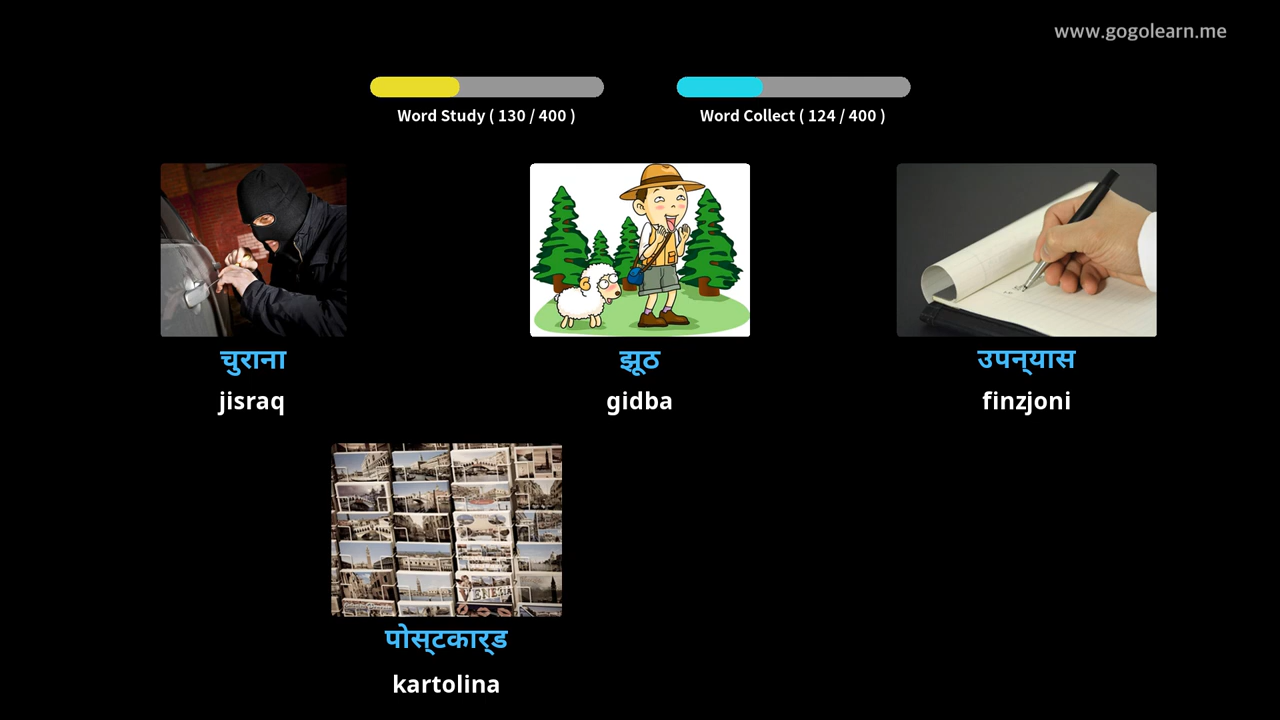 www.gogolearn.me
Word Study ( 130 / 400 )
Word Collect ( 124 / 400 )
चुराना
झूठ
उपन्‌यास
jisraq
gidba
finzjoni
पोस्‌टकार्‌ड
kartolina